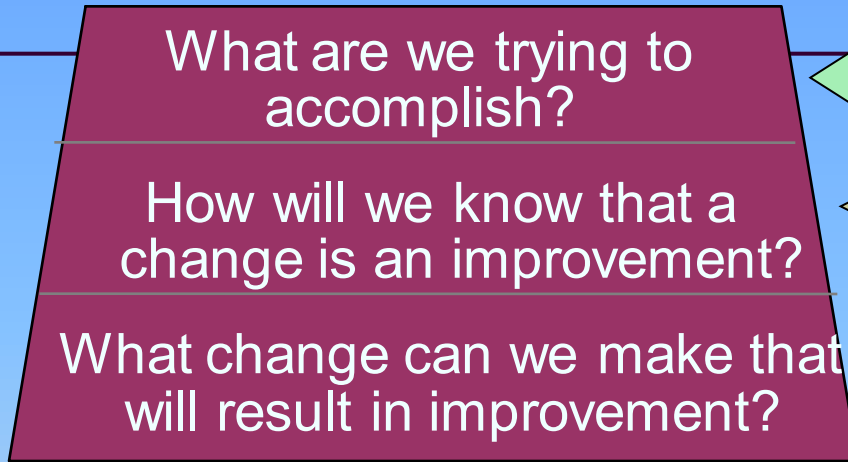 What are we trying to
accomplish?
How will we know that a
change is an improvement?
What change can we make that
will result in improvement?